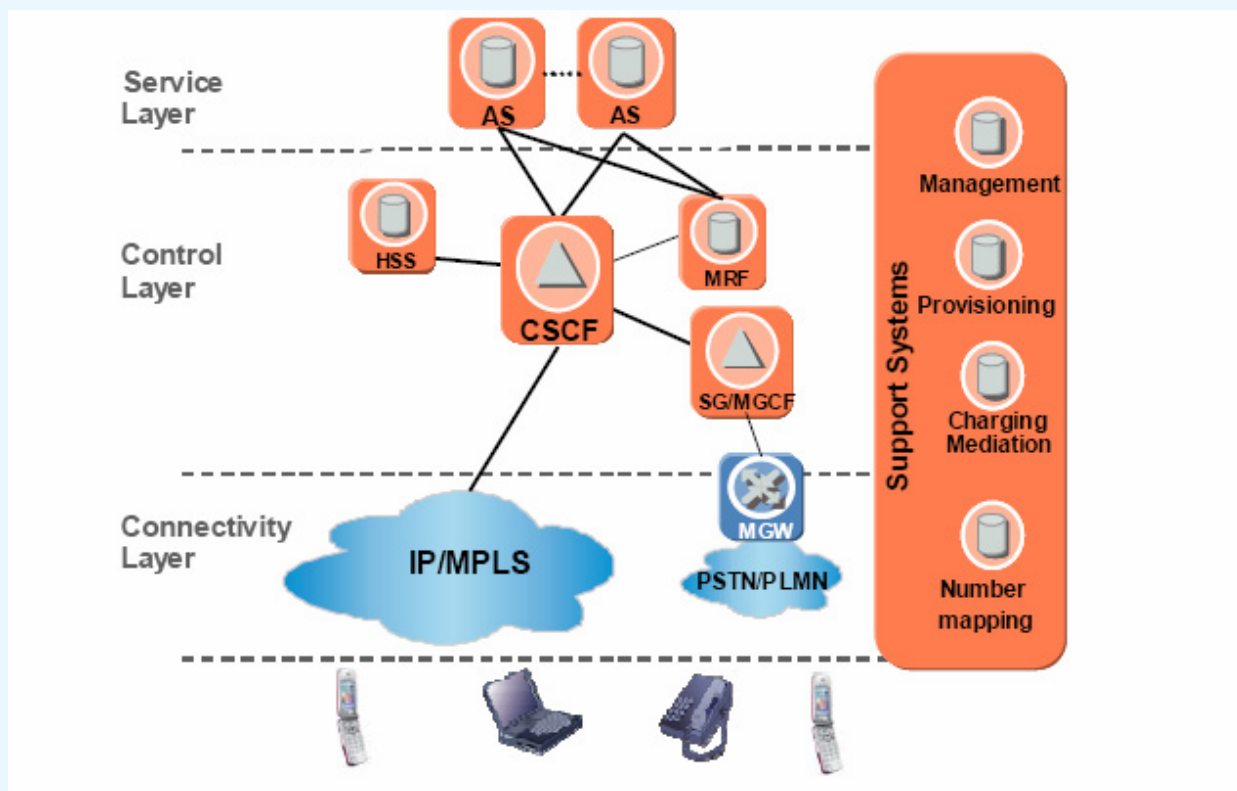 Service
Layer
AS
AS
Control
Layer
HSS
CSCF
MRF
SG/MGCF
Connectivity
Layer
IP/MPLS
MGW
PSTN/PLMN
Support Systems
Management
Provisioning
Charging
Mediation
Number
mapping